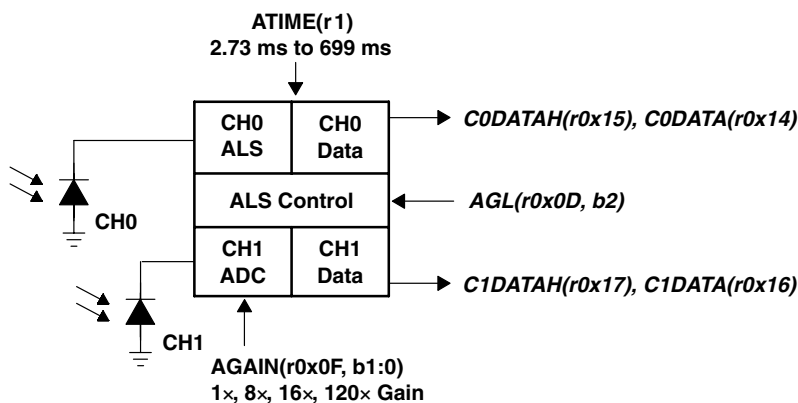 ATIME(r1)
2.73 ms to 699 ms
CH0
ALS
CH0
Data
C0DATAH(r0x15), C0DATA(r0x14)
ALS Control
AGL(r0x0D, b2)
CH0
CH1
ADC
CH1
Data
C1DATAH(r0x17), C1DATA(r0x16)
CH1
AGAIN(r0x0F, b1:0)
1×, 8×, 16×, 120× Gain